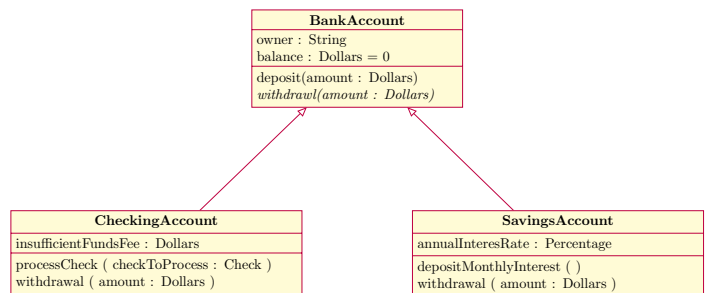 BankAccount
owner : String
balance : Dollars = 0
deposit(amount : Dollars)
withdrawl(amount : Dollars)
CheckingAccount
insufficientFundsFee : Dollars
processCheck ( checkToProcess : Check )
withdrawal ( amount : Dollars )
SavingsAccount
annualInteresRate : Percentage
depositMonthlyInterest ( )
withdrawal ( amount : Dollars )